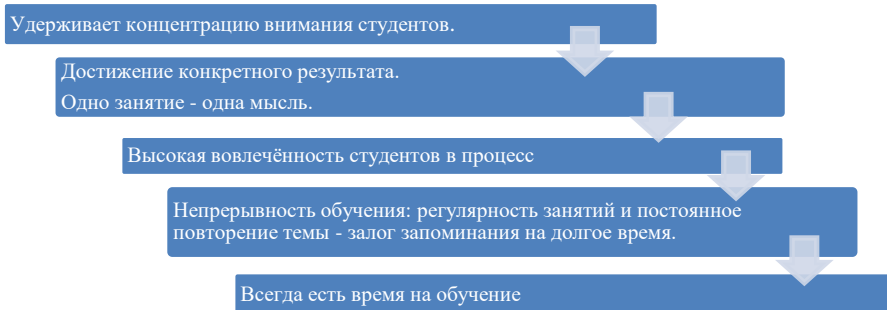 Удерживает концентрацию внимания студентов.
Достижение конкретного результата.
Одно занятие - одна мысль.
Высокая вовлечённость студентов в процесс
Непрерывность обучения: регулярность занятий и постоянное
повторение темы - залог запоминания на долгое время.
Всегда есть время на обучение